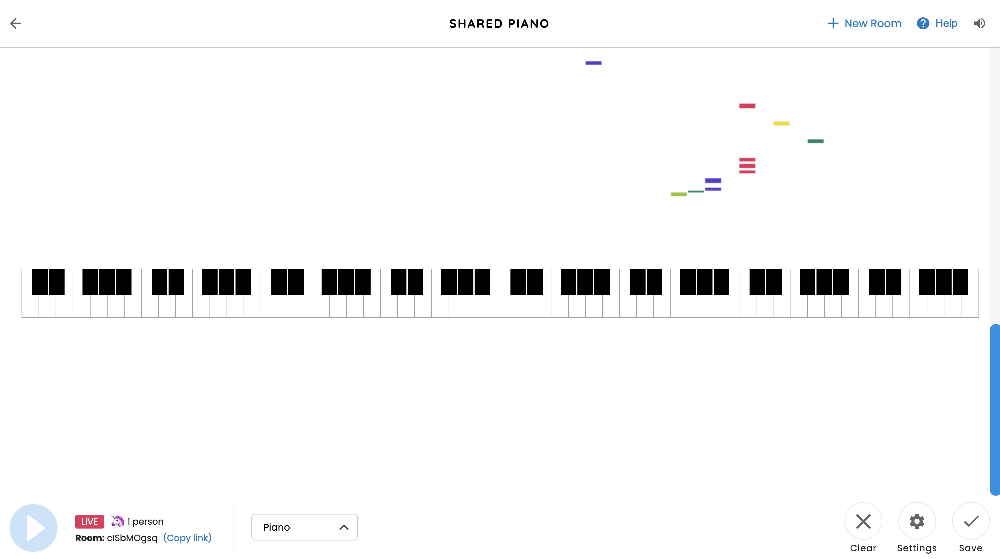 SHARED PIANO
New Room
Help
LIVE 1 person
Room: cISbMOgsq (Copy link)
Piano
Clear
Settings
Save